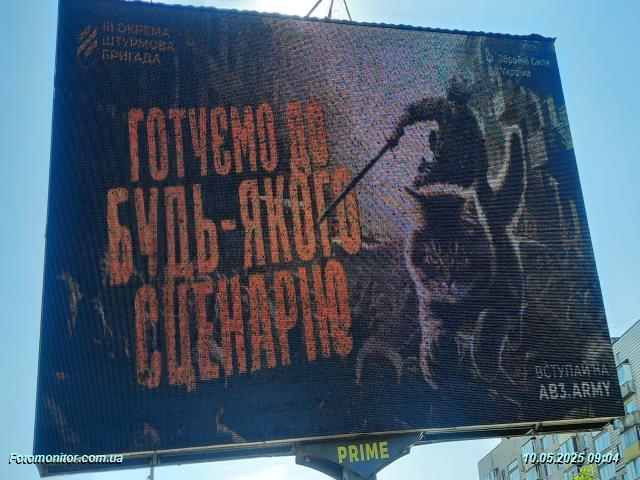 III ОКРЕМА
ШТУРМОВА
БРИГАДА
Збройні Сили
України
ГОТУЄМО ДО
БУДЬ-ЯКОГО
СЦЕНАРІЮ
ВСТУПАЙ НА
AB3.ARMY
PRIME
Fotomonitor.com.ua
10.05.2025 09:04